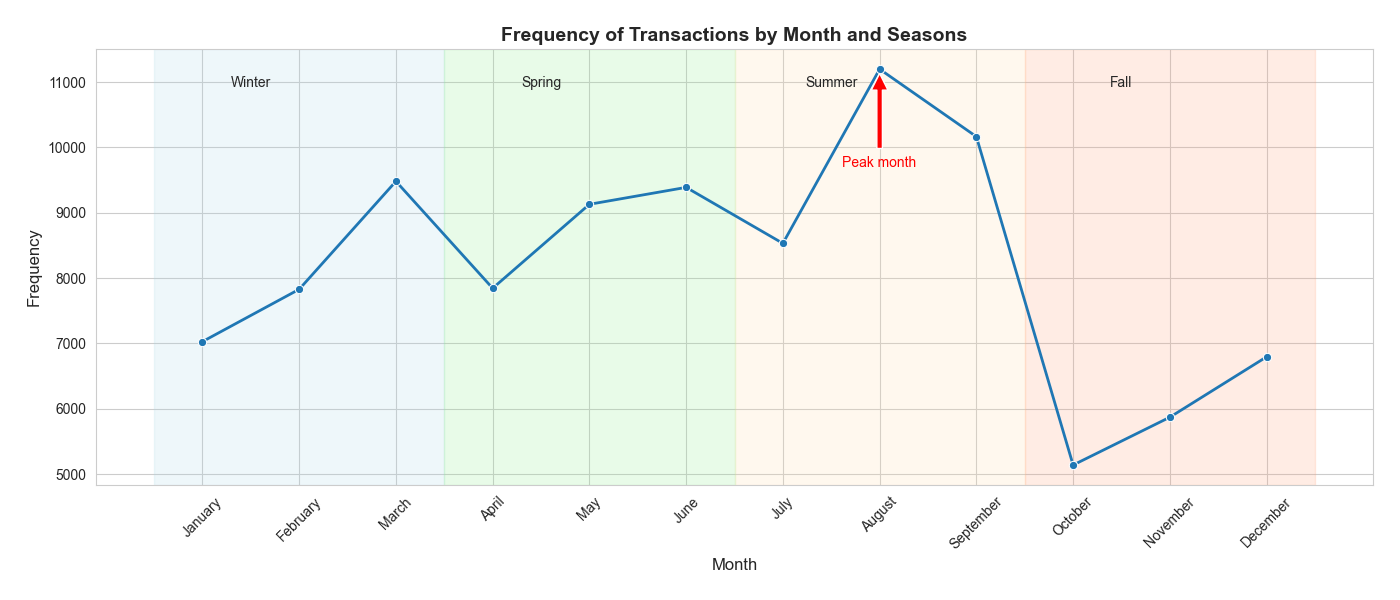 Frequency of Transactions by Month and Seasons
Winter
Spring
Summer
Fall
Peak month
Frequency
11000
10000
9000
8000
7000
6000
5000
January
February
March
April
May
June
July
August
September
October
November
December
Month